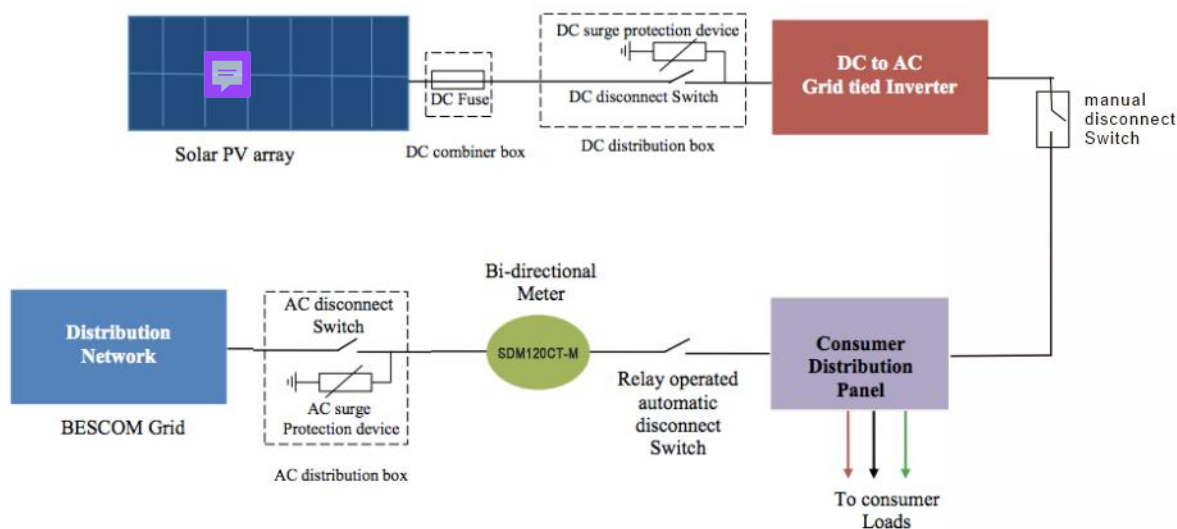 DC surge protection device
DC to AC
Grid tied Inverter
DC Fuse
DC disconnect Switch
manual
disconnect
Switch
Solar PV array
DC combiner box
DC distribution box
Bi-directional
Meter
Distribution
Network
AC disconnect
Switch
SDM120CT-M
Consumer
Distribution
Panel
Relay operated
automatic
disconnect
Switch
AC surge
Protection device
BESCOM Grid
AC distribution box
To consumer
Loads